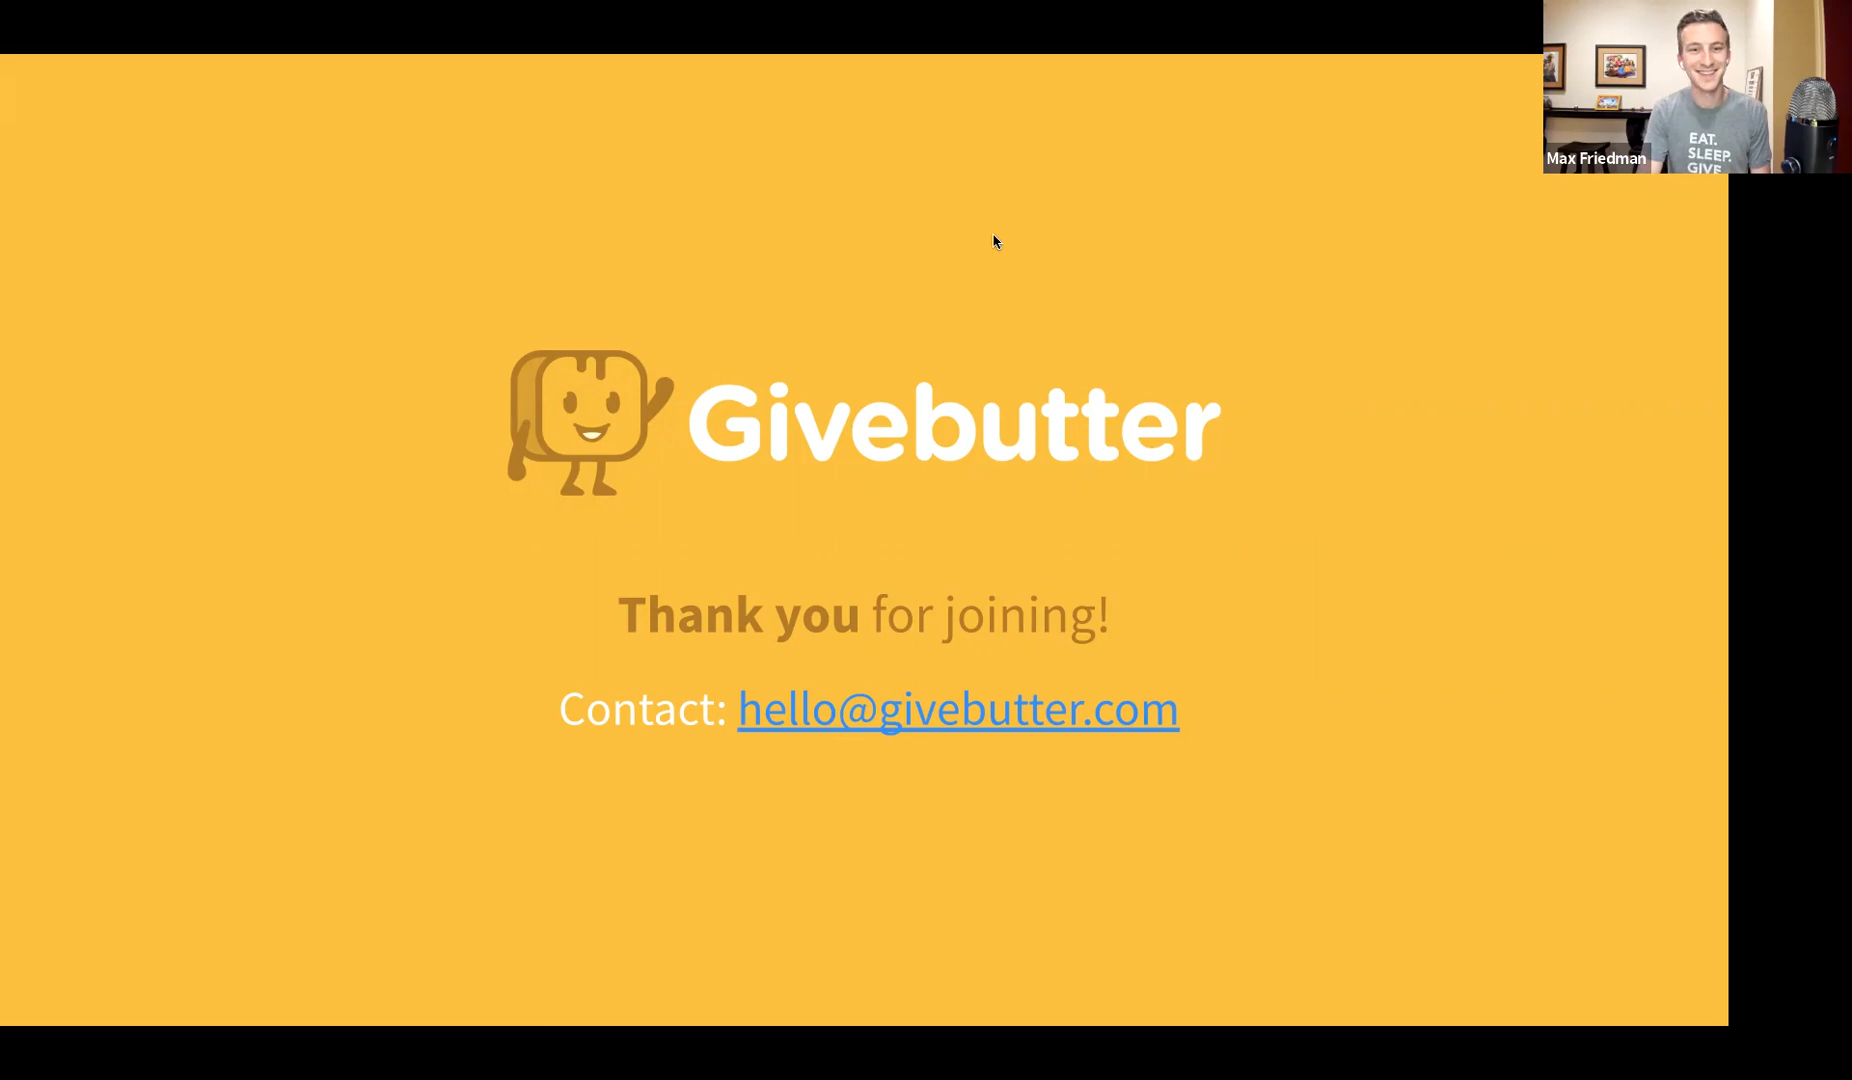 EAT.
SLEEP.
GIVE
Max Friedman
Givebutter
Thank you for joining!
Contact: hello@givebutter.com